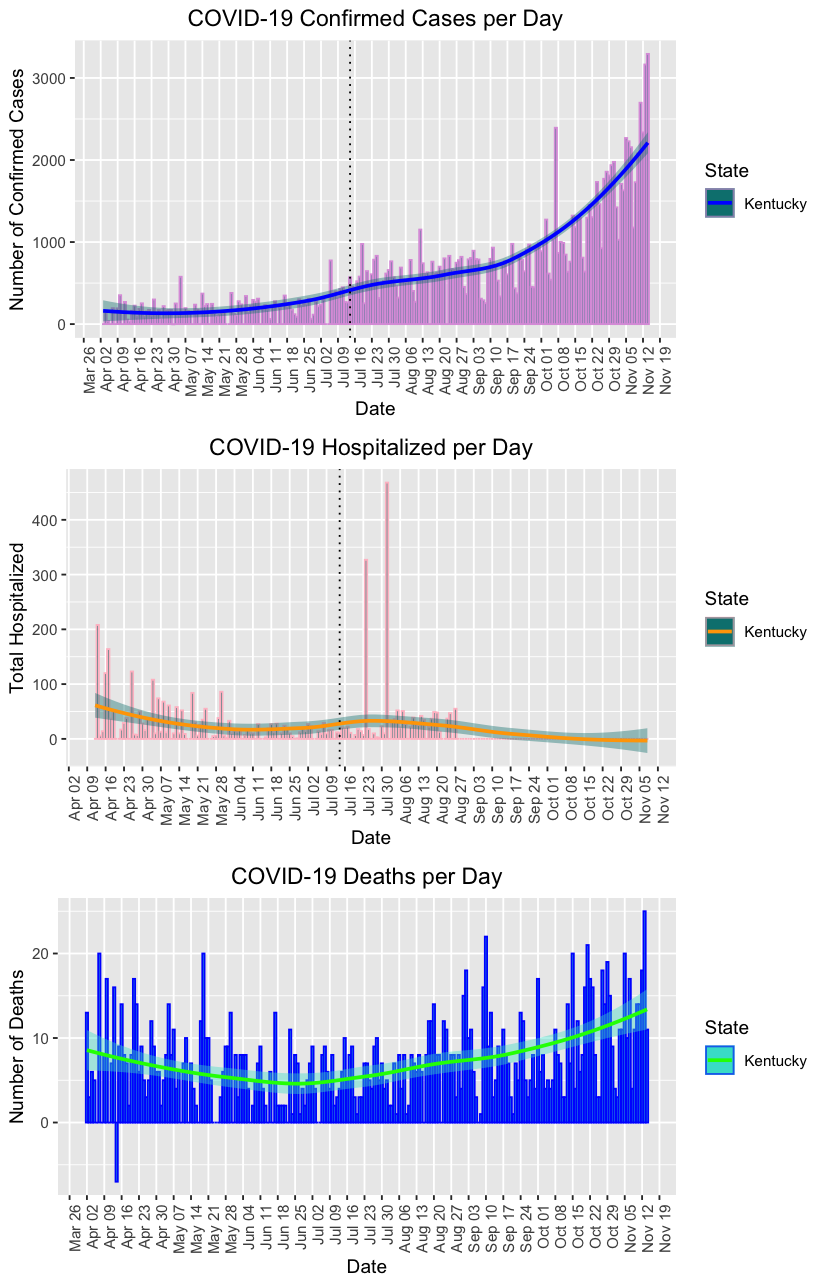 COVID-19 Confirmed Cases per Day
Number of Confirmed Cases
3000
2000
1000
0
Mar 26 Apr 02 Apr 09 Apr 16 Apr 23 Apr 30 May 07 May 14 May 21 May 28 Jun 04 Jun 11 Jun 18 Jun 25 Jul 02 Jul 09 Jul 16 Jul 23 Jul 30 Aug 06 Aug 13 Aug 20 Aug 27 Sep 03 Sep 10 Sep 17 Sep 24 Oct 01 Oct 08 Oct 15 Oct 22 Oct 29 Nov 05 Nov 12 Nov 19
Date
State
Kentucky
COVID-19 Hospitalized per Day
Total Hospitalized
400
300
200
100
0
Apr 02 Apr 09 Apr 16 Apr 23 Apr 30 May 07 May 14 May 21 May 28 Jun 04 Jun 11 Jun 18 Jun 25 Jul 02 Jul 09 Jul 16 Jul 23 Jul 30 Aug 06 Aug 13 Aug 20 Aug 27 Sep 03 Sep 10 Sep 17 Sep 24 Oct 01 Oct 08 Oct 15 Oct 22 Oct 29 Nov 05 Nov 12
Date
State
Kentucky
COVID-19 Deaths per Day
Number of Deaths
20
10
0
Mar 26 Apr 02 Apr 09 Apr 16 Apr 23 Apr 30 May 07 May 14 May 21 May 28 Jun 04 Jun 11 Jun 18 Jun 25 Jul 02 Jul 09 Jul 16 Jul 23 Jul 30 Aug 06 Aug 13 Aug 20 Aug 27 Sep 03 Sep 10 Sep 17 Sep 24 Oct 01 Oct 08 Oct 15 Oct 22 Oct 29 Nov 05 Nov 12 Nov 19
Date
State
Kentucky